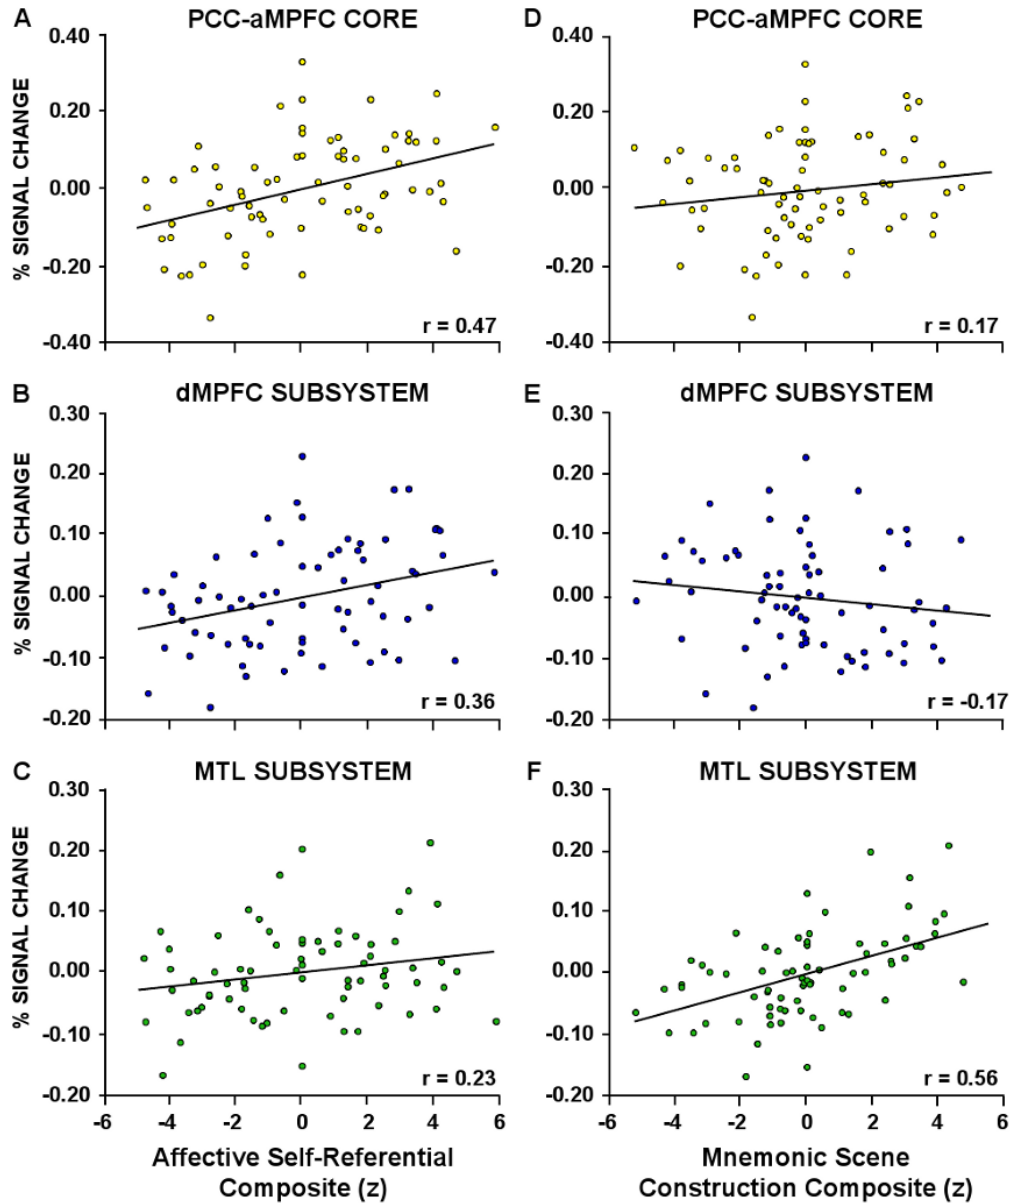 A
PCC-aMPFC CORE
0.40
0.20
0.00
-0.20
-0.40
% SIGNAL CHANGE
r = 0.47
D
PCC-aMPFC CORE
0.40
0.20
0.00
-0.20
-0.40
r = 0.17
B
dMPFC SUBSYSTEM
0.30
0.20
0.10
0.00
-0.10
-0.20
% SIGNAL CHANGE
r = 0.36
E
dMPFC SUBSYSTEM
0.30
0.20
0.10
0.00
-0.10
-0.20
r = -0.17
C
MTL SUBSYSTEM
0.30
0.20
0.10
0.00
-0.10
-0.20
% SIGNAL CHANGE
r = 0.23
-6 -4 -2 0 2 4 6
Affective Self-Referential
Composite (z)
F
MTL SUBSYSTEM
0.30
0.20
0.10
0.00
-0.10
-0.20
r = 0.56
-6 -4 -2 0 2 4 6
Mnemonic Scene
Construction Composite (z)